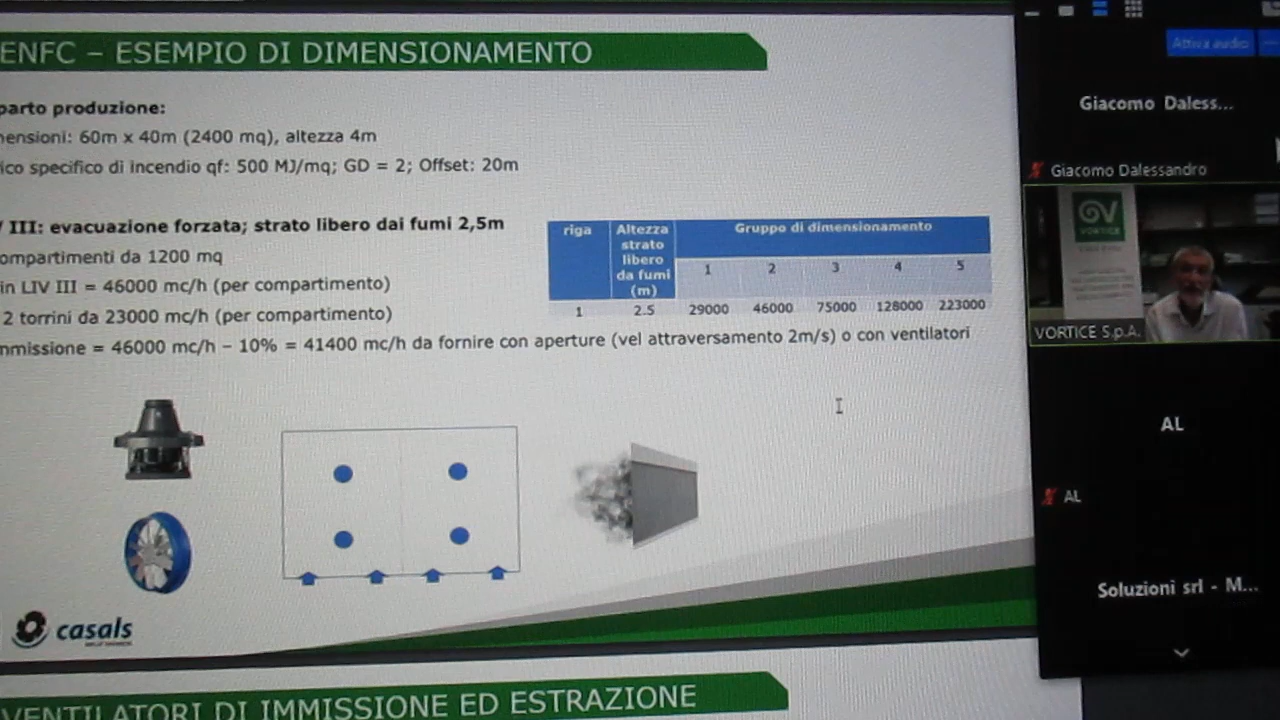 ENFC – ESEMPIO DI DIMENSIONAMENTO
parto produzione:
mensioni: 60m x 40m (2400 mq), altezza 4m
ico specifico di incendio qf: 500 MJ/mq; GD = 2; Offset: 20m
III: evacuazione forzata; strato libero dai fumi 2,5m
ompartimenti da 1200 mq
in LIV III = 46000 mc/h (per compartimento)
2 torrini da 23000 mc/h (per compartimento)
mmissione = 46000 mc/h – 10% = 41400 mc/h da fornire con aperture (vel attraversamento 2m/s) o con ventilatori
riga
Altezza
strato
libero
da fumi
(m)
Gruppo di dimensionamento
1 2 3 4 5
1 2.5 29000 46000 75000 128000 223000
casals
VENTILATORI DI IMMISSIONE ED ESTRAZIONE
Attiva audio
Giacomo Daless...
Giacomo Dalessandro
VORTICE
VORTICE S.p.A.
AL
AL
Soluzioni srl - M...